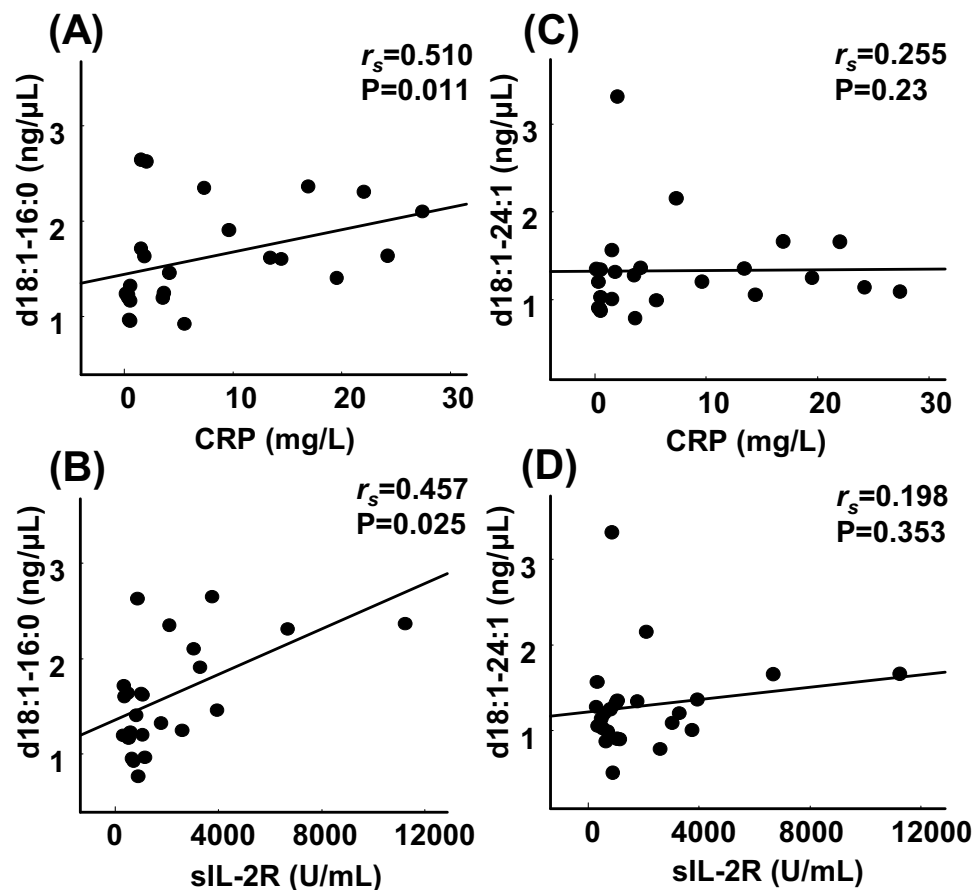 (A)
rs=0.510
P=0.011
d18:1-16:0 (ng/μL)
3
2
1
0 10 20 30
CRP (mg/L)
(C)
rs=0.255
P=0.23
d18:1-24:1 (ng/μL)
3
2
1
0 10 20 30
CRP (mg/L)
(B)
rs=0.457
P=0.025
d18:1-16:0 (ng/μL)
3
2
1
0 4000 8000 12000
sIL-2R (U/mL)
(D)
rs=0.198
P=0.353
d18:1-24:1 (ng/μL)
3
2
1
0 4000 8000 12000
sIL-2R (U/mL)